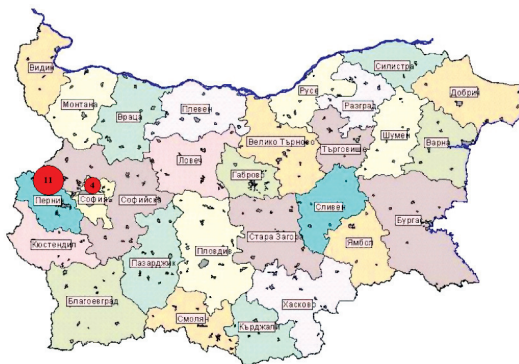 Видин
Монтана
Враца
Плевен
Русе
Силистра
Разград
Добрич
Шумен
Варна
Велико Търново
Търговище
Ловеч
Габрово
11
4
Перник
София
Софийска
Сливен
Бургас
Кюстендил
Пазарджик
Пловдив
Стара Загор
Ямбол
Благоевград
Смолян
Хасково
Кърджали